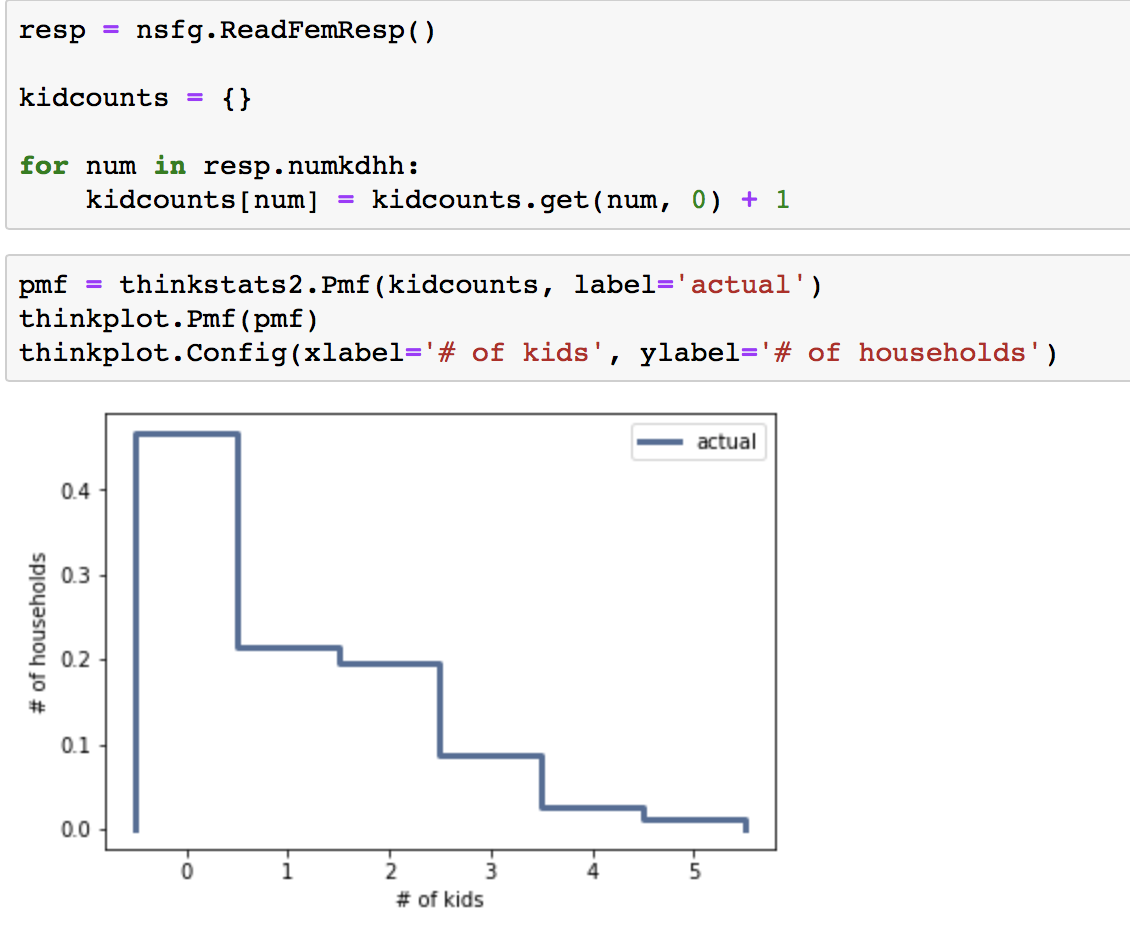 resp = nsfg.ReadFemResp()
kidcounts = {}
for num in resp.numkdhh:
    kidcounts[num] = kidcounts.get(num, 0) + 1
pmf = thinkstats2.Pmf(kidcounts, label='actual')
thinkplot.Pmf(pmf)
thinkplot.Config(xlabel='# of kids', ylabel='# of households')
actual
0.4
0.3
0.2
0.1
0.0
# of households
0 1 2 3 4 5
# of kids